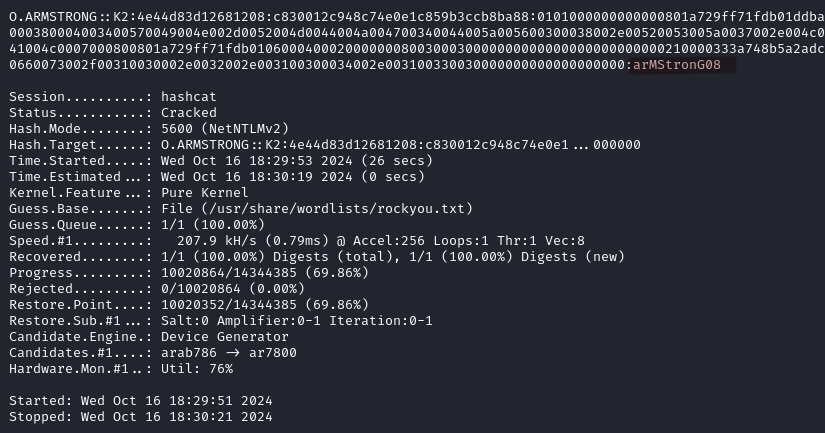 O.ARMSTRONG::K2:4e44d83d12681208:c830012c948c74e0e1c859b3ccb8ba88:0101000000000000801a729ff71fdb01ddba
00038000400340057004900​4e002d0052004d0044004a004700340044005a005600300038002e00520053005a0037002e004c0
41004c0007000800801a729ff71fdb0106000400020000000800300030000000000000000000000000210000333a748b5a2adc
0660073002f00310030002e0032002e003100300034002e003100330030000000000000000000:arMStronG08
Session..........: hashcat
Status...........: Cracked
Hash.Mode........: 5600 (NetNTLMv2)
Hash.Target......: O.ARMSTRONG::K2:4e44d83d12681208:c830012c948c74e0e1...000000
Time.Started.....: Wed Oct 16 18:29:53 2024 (26 secs)
Time.Estimated...: Wed Oct 16 18:30:19 2024 (0 secs)
Kernel.Feature...: Pure Kernel
Guess.Base.......: File (/usr/share/wordlists/rockyou.txt)
Guess.Queue......: 1/1 (100.00%)
Speed.#1.........:   207.9 kH/s (0.79ms) @ Accel:256 Loops:1 Thr:1 Vec:8
Recovered........: 1/1 (100.00%) Digests (total), 1/1 (100.00%) Digests (new)
Progress.........: 10020864/14344385 (69.86%)
Rejected.........: 0/10020864 (0.00%)
Restore.Point....: 10020352/14344385 (69.86%)
Restore.Sub.#1...: Salt:0 Amplifier:0-1 Iteration:0-1
Candidate.Engine.: Device Generator
Candidates.#1....: arab786 -> ar7800
Hardware.Mon.#1..: Util: 76%
Started: Wed Oct 16 18:29:51 2024
Stopped: Wed Oct 16 18:30:21 2024